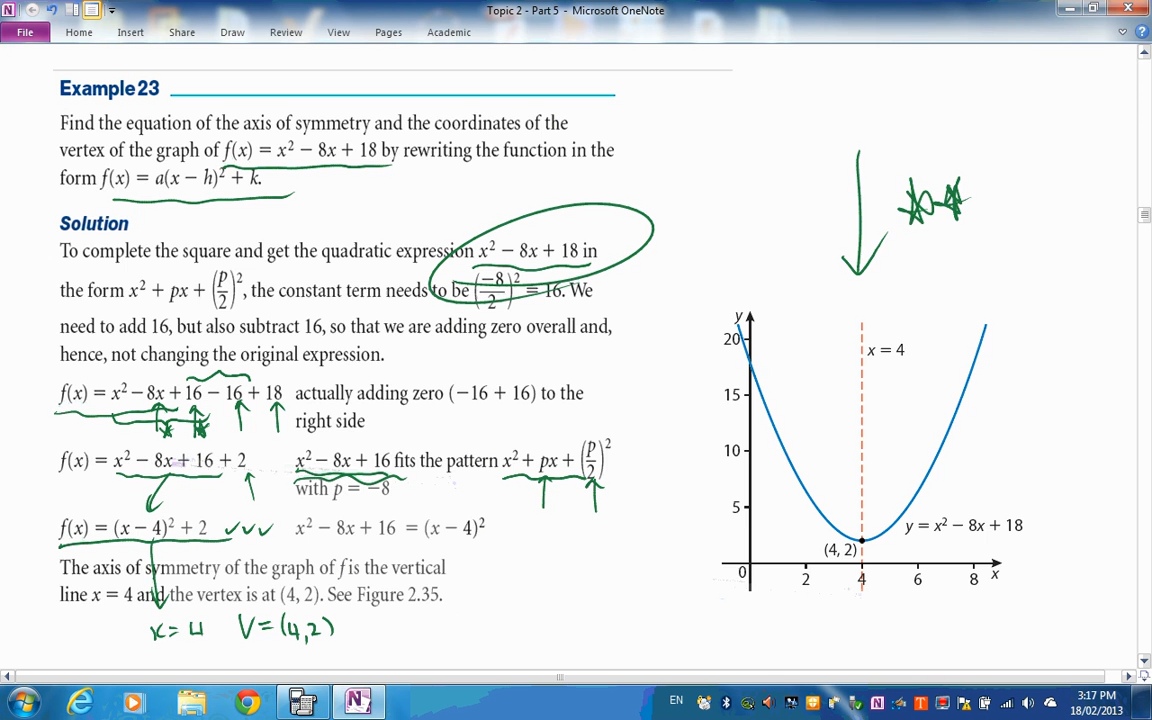 Topic 2 - Part 5 - Microsoft OneNote
File Home Insert Share Draw Review View Pages Academic
Example 23
Find the equation of the axis of symmetry and the coordinates of the
vertex of the graph of f(x) = x² − 8x + 18 by rewriting the function in the
form f(x) = a(x − h)² + k.
Solution
To complete the square and get the quadratic expression x² − 8x + 18 in
the form x² + px + (p/2)², the constant term needs to be (−8/2)² = 16. We
need to add 16, but also subtract 16, so that we are adding zero overall and,
hence, not changing the original expression.
f(x) = x² − 8x + 16 − 16 + 18 actually adding zero (−16 + 16) to the
right side
f(x) = x² − 8x + 16 + 2 x² − 8x + 16 fits the pattern x² + px + (p/2)²
with p = −8
f(x) = (x − 4)² + 2 x² − 8x + 16 = (x − 4)²
The axis of symmetry of the graph of f is the vertical
line x = 4 and the vertex is at (4, 2). See Figure 2.35.
x = 4 V = (4,2)
y
20
x = 4
15
10
5
y = x² − 8x + 18
(4, 2)
0 2 4 6 8 x
EN
3:17 PM
18/02/2013